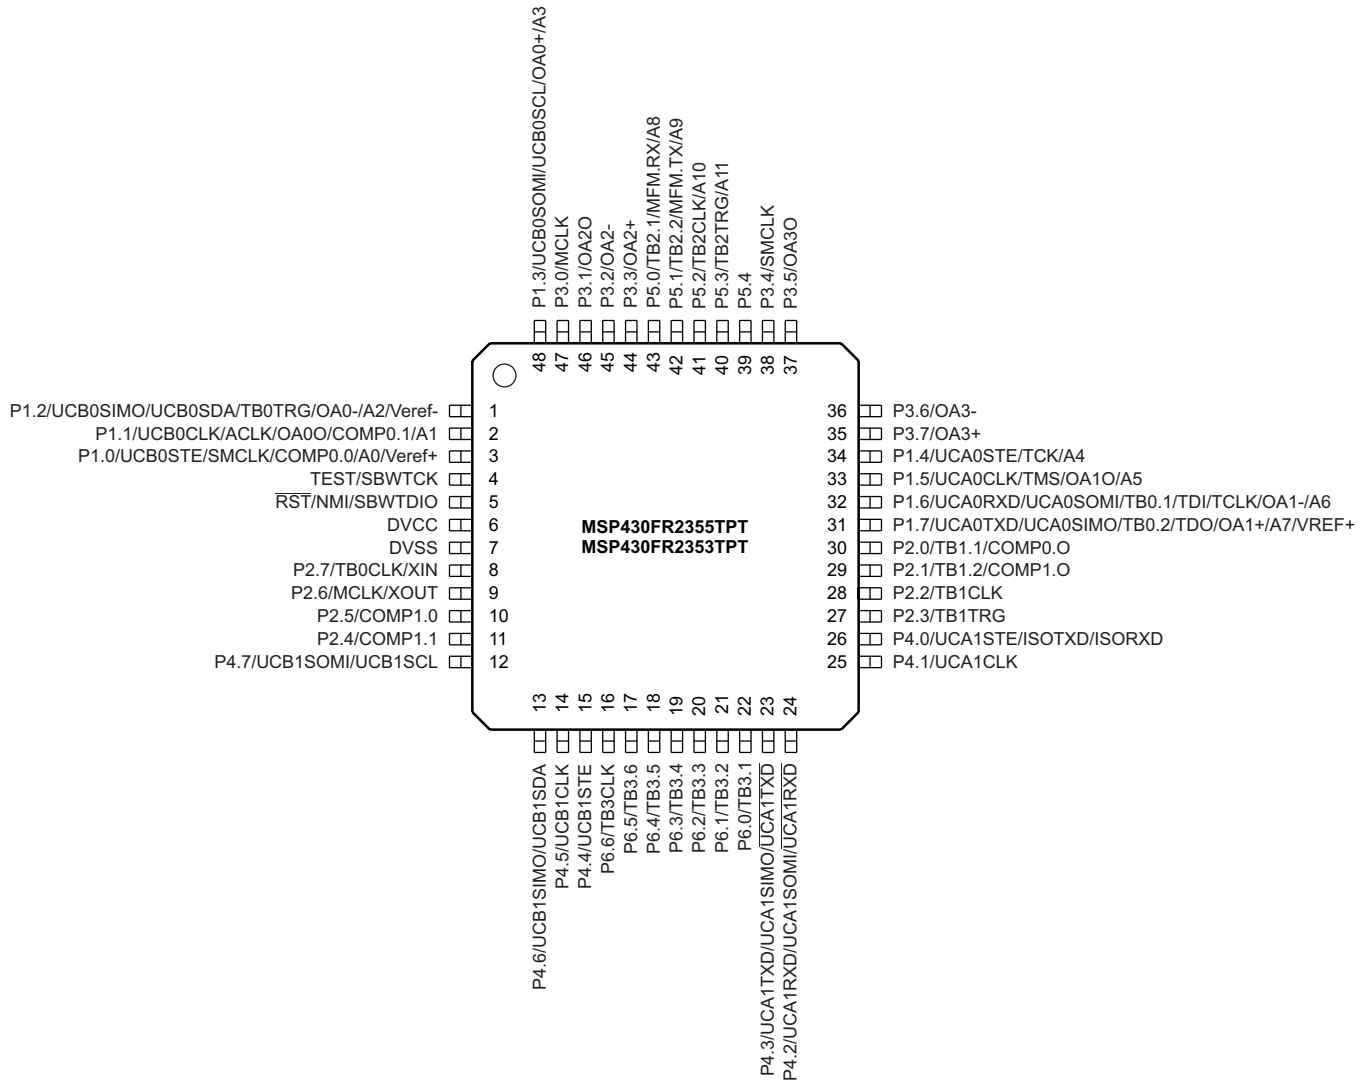 P1.3/UCB0SOMI/UCB0SCL/OA0+/A3
P3.0/MCLK
P3.1/OA2O
P3.2/OA2-
P3.3/OA2+
P5.0/TB2.1/MFM.RX/A8
P5.1/TB2.2/MFM.TX/A9
P5.2/TB2CLK/A10
P5.3/TB2TRG/A11
P5.4
P3.4/SMCLK
P3.5/OA3O
48
47
46
45
44
43
42
41
40
39
38
37
P1.2/UCB0SIMO/UCB0SDA/TB0TRG/OA0-/A2/Veref- 1
P1.1/UCB0CLK/ACLK/OA0O/COMP0.1/A1 2
P1.0/UCB0STE/SMCLK/COMP0.0/A0/Veref+ 3
TEST/SBWTCK 4
RST/NMI/SBWTDIO 5
DVCC 6
DVSS 7
P2.7/TB0CLK/XIN 8
P2.6/MCLK/XOUT 9
P2.5/COMP1.0 10
P2.4/COMP1.1 11
P4.7/UCB1SOMI/UCB1SCL 12
MSP430FR2355TPT
MSP430FR2353TPT
36 P3.6/OA3-
35 P3.7/OA3+
34 P1.4/UCA0STE/TCK/A4
33 P1.5/UCA0CLK/TMS/OA1O/A5
32 P1.6/UCA0RXD/UCA0SOMI/TB0.1/TDI/TCLK/OA1-/A6
31 P1.7/UCA0TXD/UCA0SIMO/TB0.2/TDO/OA1+/A7/VREF+
30 P2.0/TB1.1/COMP0.O
29 P2.1/TB1.2/COMP1.O
28 P2.2/TB1CLK
27 P2.3/TB1TRG
26 P4.0/UCA1STE/ISOTXD/ISORXD
25 P4.1/UCA1CLK
13
14
15
16
17
18
19
20
21
22
23
24
P4.6/UCB1SIMO/UCB1SDA
P4.5/UCB1CLK
P4.4/UCB1STE
P6.6/TB3CLK
P6.5/TB3.6
P6.4/TB3.5
P6.3/TB3.4
P6.2/TB3.3
P6.1/TB3.2
P6.0/TB3.1
P4.3/UCA1TXD/UCA1SIMO/UCA1TXD
P4.2/UCA1RXD/UCA1SOMI/UCA1RXD